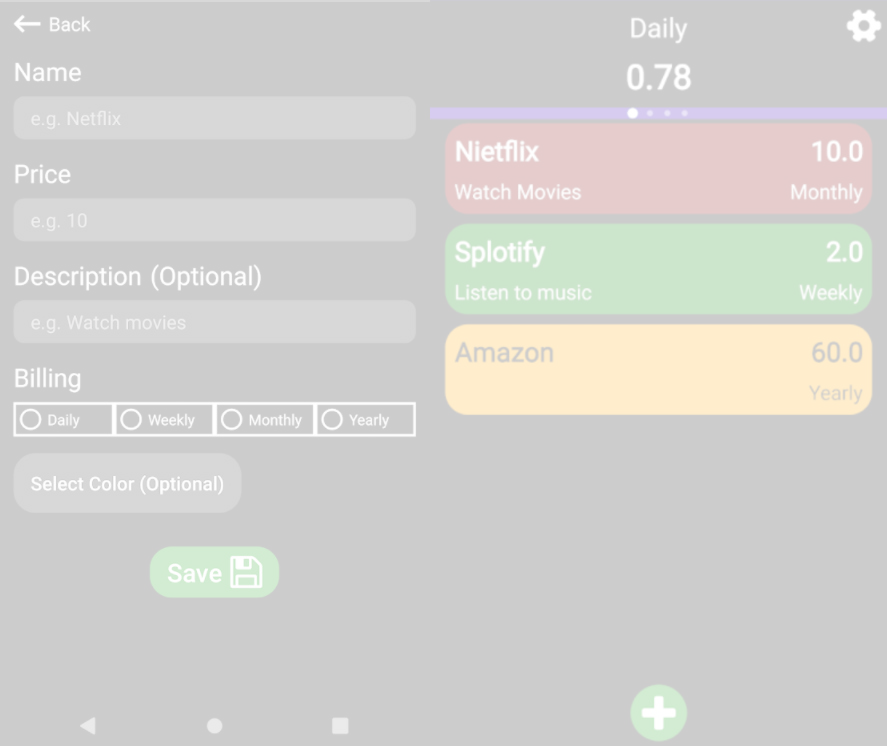 Back
Name
e.g. Netflix
Price
e.g. 10
Description (Optional)
e.g. Watch movies
Billing
Daily Weekly Monthly Yearly
Select Color (Optional)
Save
Daily
0.78
Nietflix 10.0
Watch Movies Monthly
Splotify 2.0
Listen to music Weekly
Amazon 60.0
Yearly